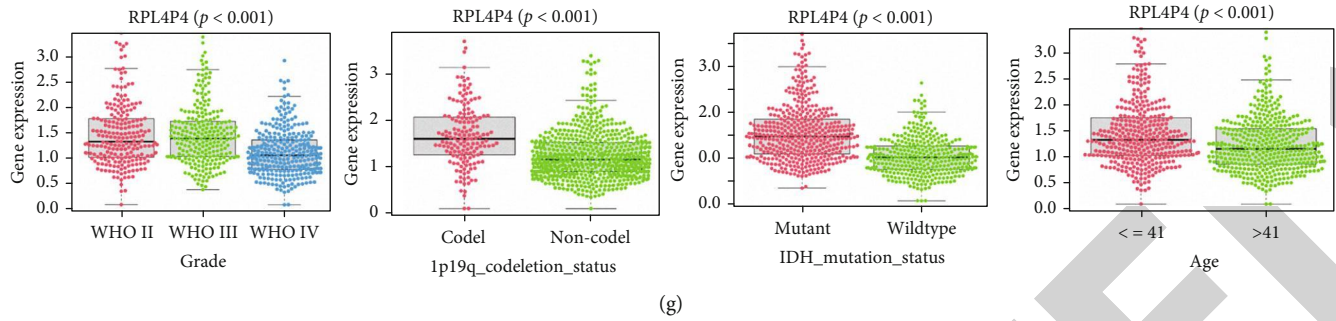 RPL4P4 (p < 0.001)
Gene expression
3.0
2.5
2.0
1.5
1.0
0.5
0.0
WHO II WHO III WHO IV
Grade
RPL4P4 (p < 0.001)
Gene expression
3
2
1
0
Codel Non-codel
1p19q_codeletion_status
RPL4P4 (p < 0.001)
Gene expression
3.0
2.0
0.0
0.0
Mutant Wildtype
IDH_mutation_status
RPL4P4 (p < 0.001)
Gene expression
3.0
2.5
2.0
1.5
1.0
0.5
0.0
< = 41 >41
Age
(g)